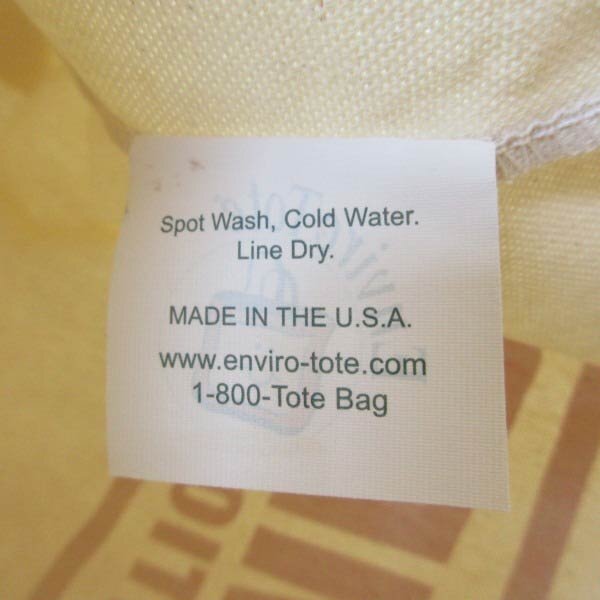 Spot Wash, Cold Water.
Line Dry.
MADE IN THE U.S.A.
www.enviro-tote.com
1-800-Tote Bag